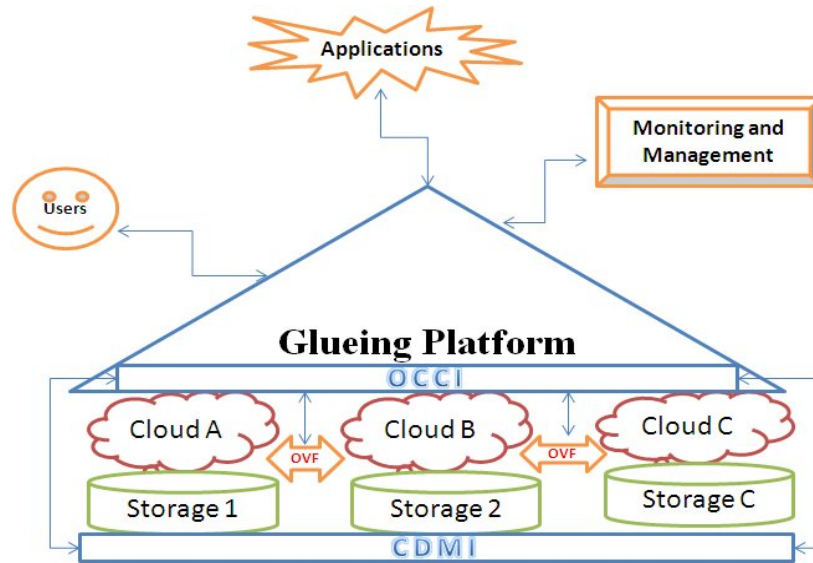 Applications
Monitoring and
Management
Users
Glueing Platform
OCCI
Cloud A
Cloud B
Cloud C
OVF
OVF
Storage 1
Storage 2
Storage C
CDMI